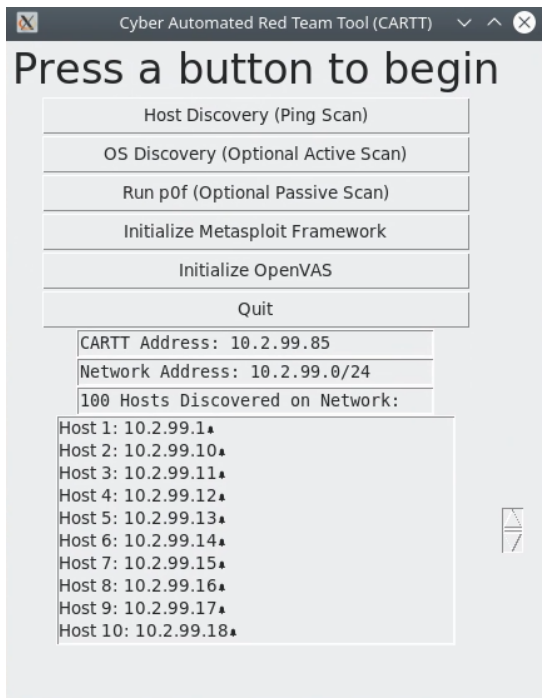 Cyber Automated Red Team Tool (CARTT)
Press a button to begin
Host Discovery (Ping Scan)
OS Discovery (Optional Active Scan)
Run p0f (Optional Passive Scan)
Initialize Metasploit Framework
Initialize OpenVAS
Quit
CARTT Address: 10.2.99.85
Network Address: 10.2.99.0/24
100 Hosts Discovered on Network:
Host 1: 10.2.99.1
Host 2: 10.2.99.10
Host 3: 10.2.99.11
Host 4: 10.2.99.12
Host 5: 10.2.99.13
Host 6: 10.2.99.14
Host 7: 10.2.99.15
Host 8: 10.2.99.16
Host 9: 10.2.99.17
Host 10: 10.2.99.18